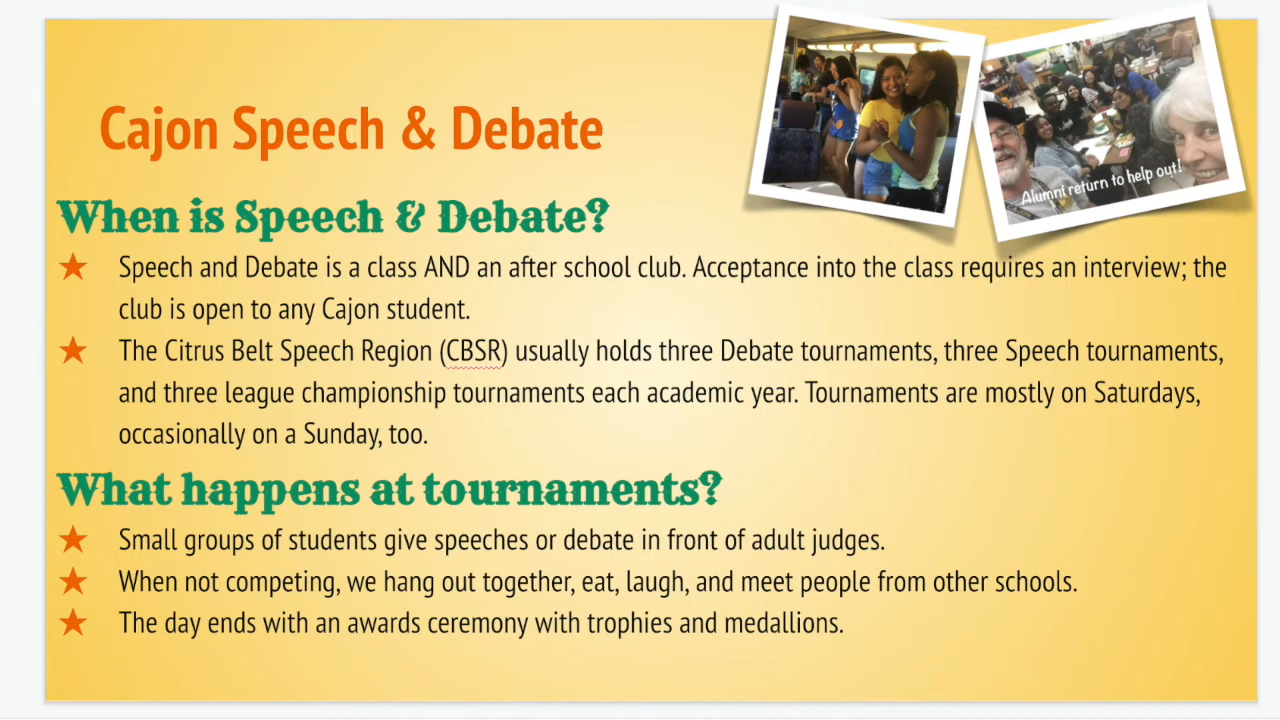 Cajon Speech & Debate
Alumni return to help out!
When is Speech & Debate?
Speech and Debate is a class AND an after school club. Acceptance into the class requires an interview; the
club is open to any Cajon student.
The Citrus Belt Speech Region (CBSR) usually holds three Debate tournaments, three Speech tournaments,
and three league championship tournaments each academic year. Tournaments are mostly on Saturdays,
occasionally on a Sunday, too.
What happens at tournaments?
Small groups of students give speeches or debate in front of adult judges.
When not competing, we hang out together, eat, laugh, and meet people from other schools.
The day ends with an awards ceremony with trophies and medallions.